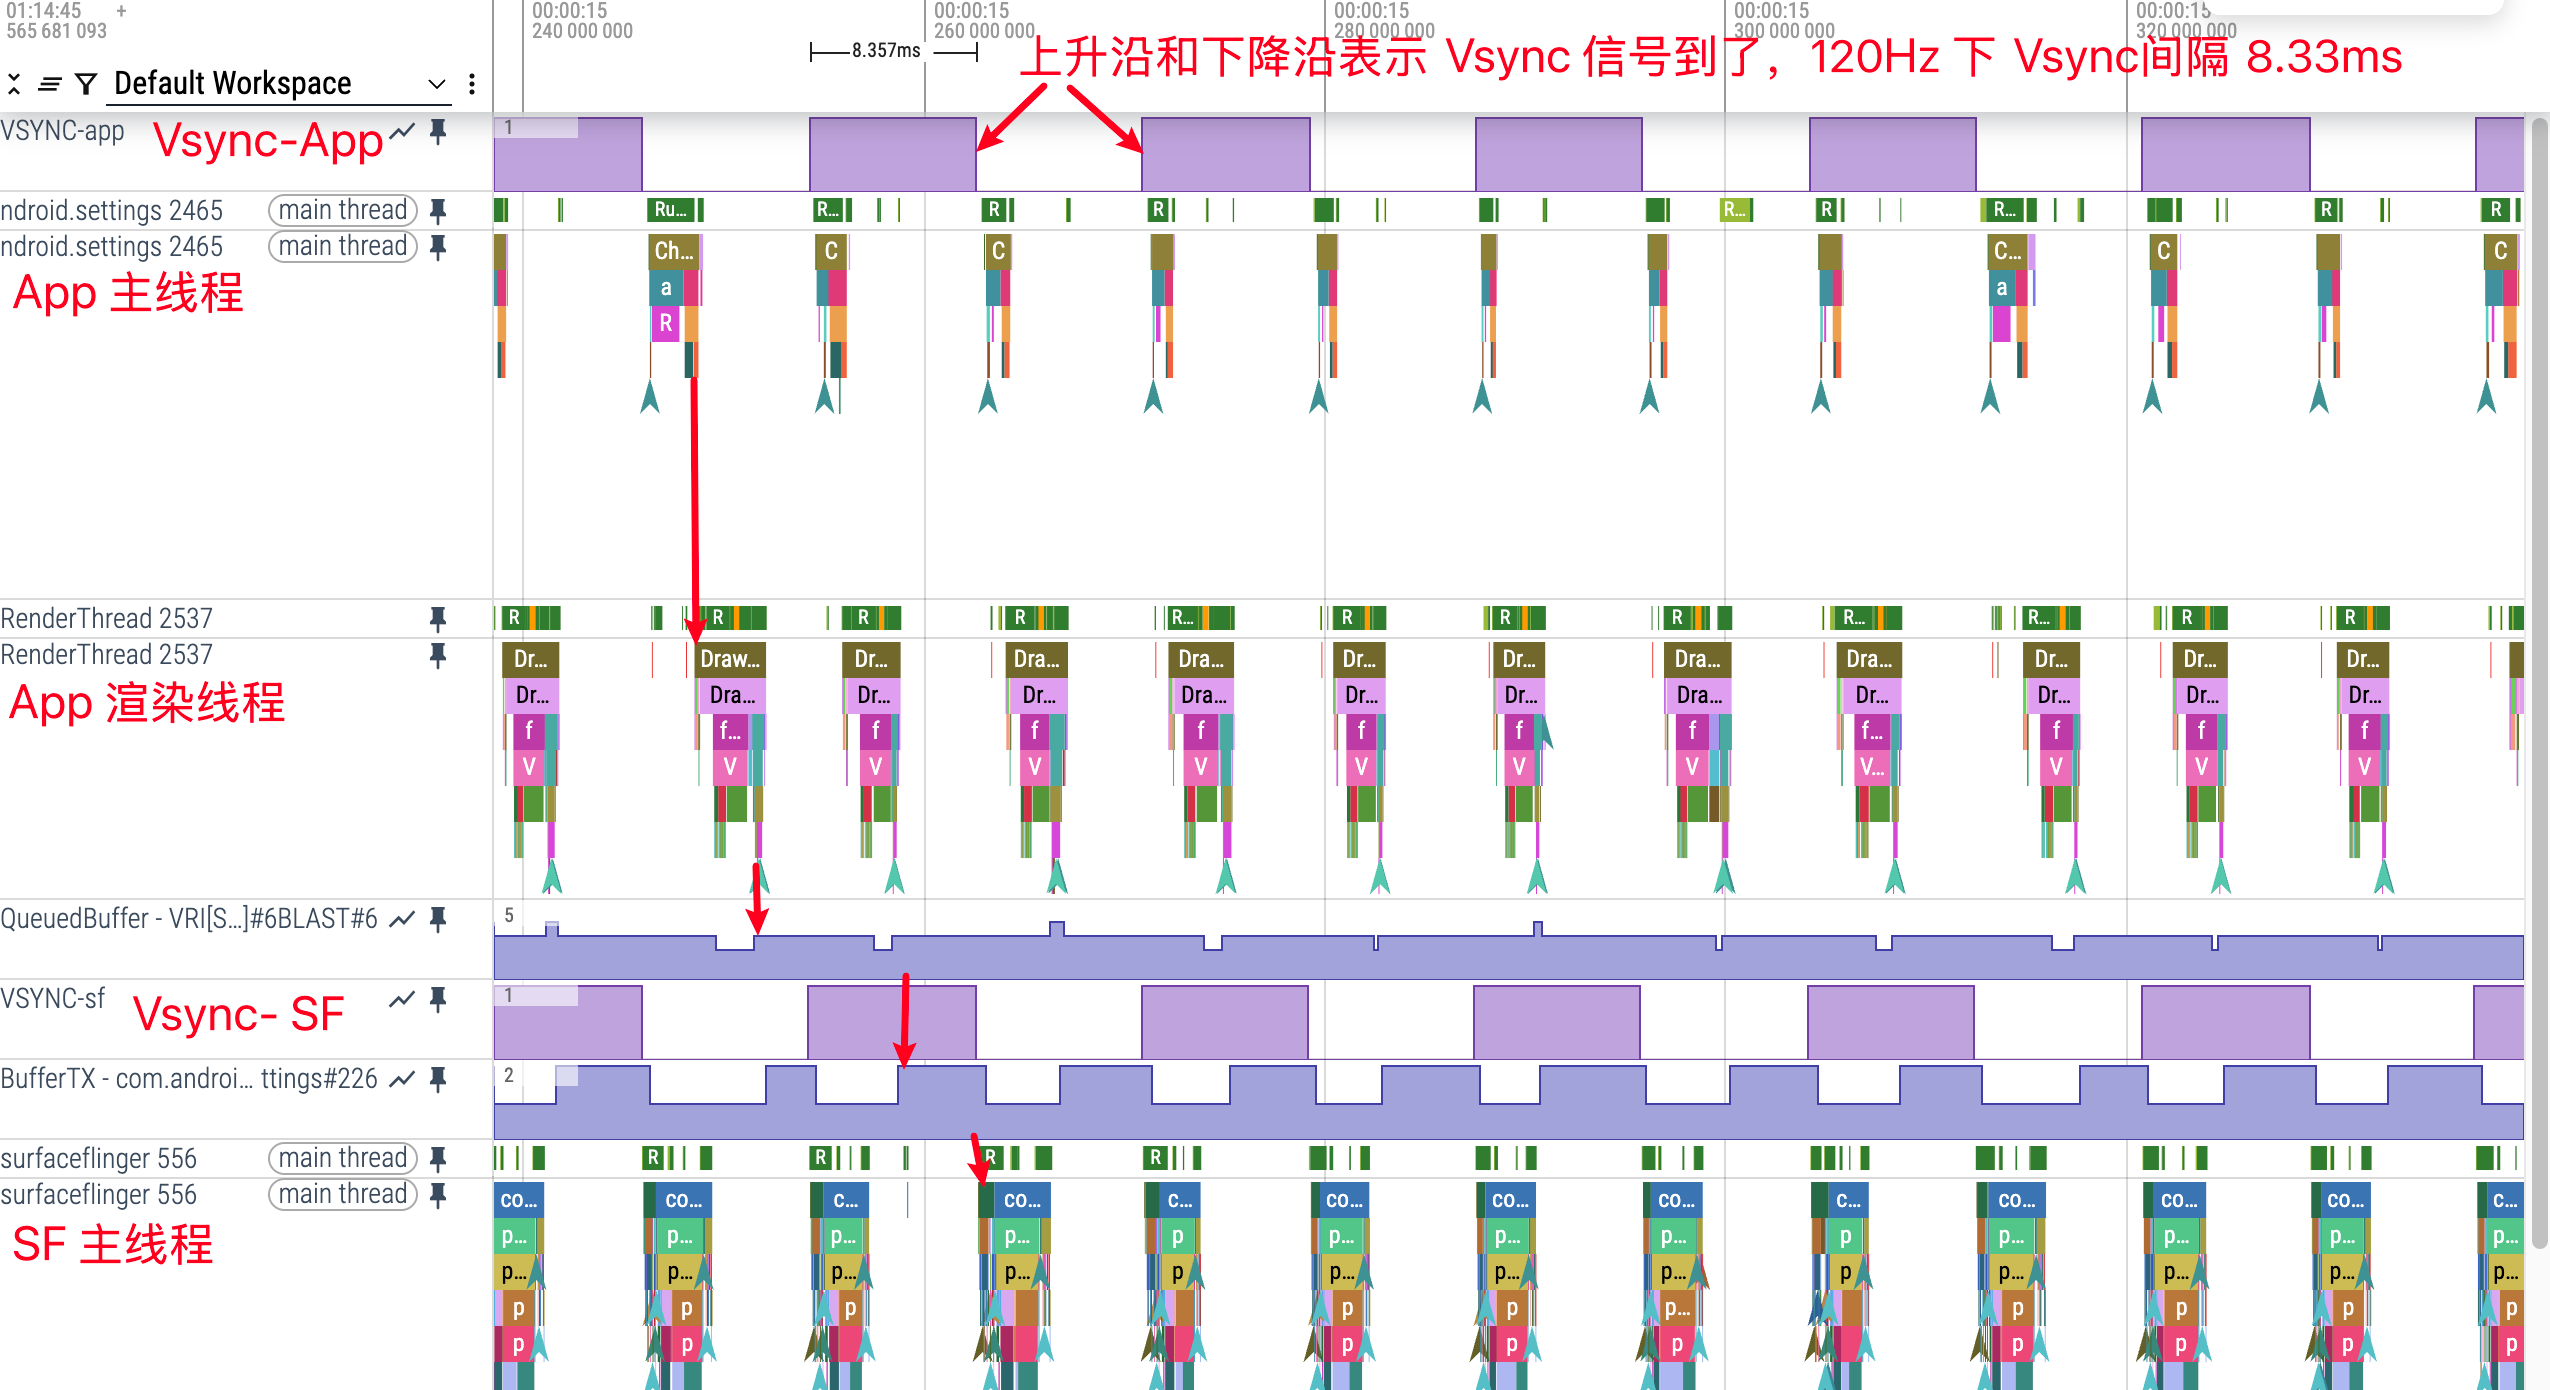 01:14:45 +
565 681 093
00:00:15 00:00:15 00:00:15 00:00:15 00:00:15
240 000 000 260 000 000 280 000 000 300 000 000 320 000 000
8.357ms
上升沿和下降沿表示 Vsync 信号到了，120Hz 下 Vsync间隔 8.33ms
Default Workspace
VSYNC-app Vsync-App 1
ndroid.settings 2465 main thread Ru... R... R R R... R R... R R
ndroid.settings 2465 main thread Ch... C C C... C C
a a
App 主线程
R
RenderThread 2537 R R R R R... R R R R... R... R R
RenderThread 2537 Dr... Draw... Dr... Dra... Dra... Dr... Dr... Dra... Dra... Dr... Dr... Dr...
App 渲染线程 Dr... Dra... Dr... Dr... Dra... Dr... Dr... Dra... Dr... Dr... Dr... Dr...
f f... f f f f f f f... f f f
V V V V V V V V V... V V V
QueuedBuffer - VRI[S...]#6BLAST#6 5
VSYNC-sf Vsync- SF 1
BufferTX - com.androi... ttings#226 2
surfaceflinger 556 main thread R R R R
surfaceflinger 556 main thread co... co... c... co... c... co... co... co... c... co... co... co... c...
SF 主线程 p... p... p... p... p p... p... p... p p... p... p... p...
p... p... p... p... p p... p... p... p p... p... p... p...
p p p p p p... p p p p
p p p p p p p p p